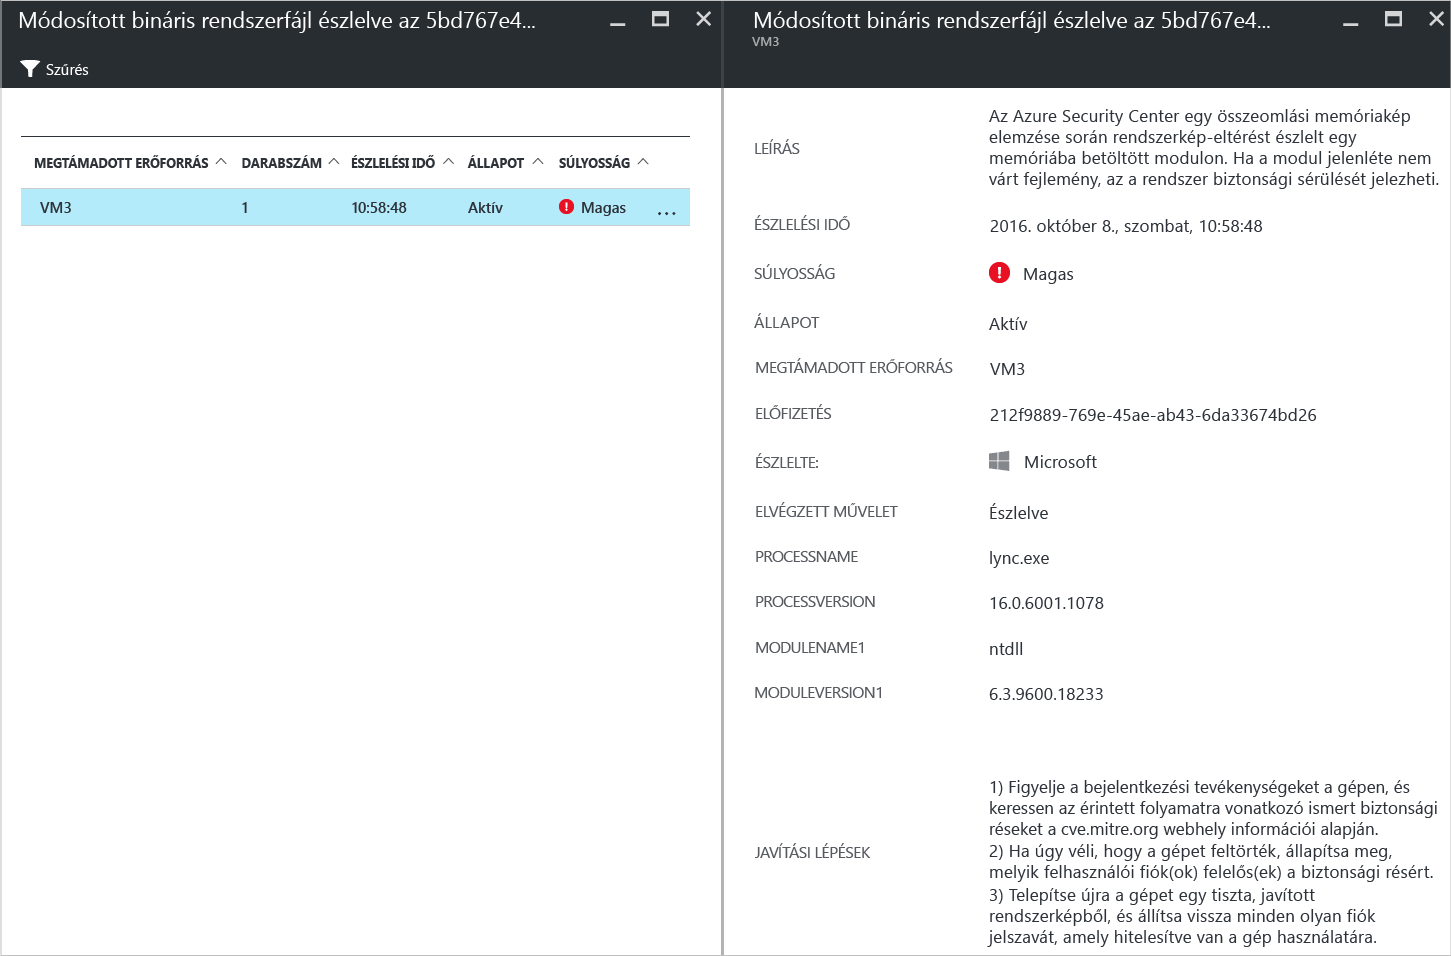 Módosított bináris rendszerfájl észlelve az 5bd767e4...
Szűrés
MEGTÁMADOTT ERŐFORRÁS DARABSZÁM ÉSZLELÉSI IDŐ ÁLLAPOT SÚLYOSSÁG
VM3 1 10:58:48 Aktív Magas ...
Módosított bináris rendszerfájl észlelve az 5bd767e4...
VM3
LEÍRÁS
Az Azure Security Center egy összeomlási memóriakép
elemzése során rendszerkép-eltérést észlelt egy
memóriába betöltött modulon. Ha a modul jelenléte nem
várt fejlemény, az a rendszer biztonsági sérülését jelezheti.
ÉSZLELÉSI IDŐ 2016. október 8., szombat, 10:58:48
SÚLYOSSÁG Magas
ÁLLAPOT Aktív
MEGTÁMADOTT ERŐFORRÁS VM3
ELŐFIZETÉS 212f9889-769e-45ae-ab43-6da33674bd26
ÉSZLELTE: Microsoft
ELVÉGZETT MŰVELET Észlelve
PROCESSNAME lync.exe
PROCESSVERSION 16.0.6001.1078
MODULENAME1 ntdll
MODULEVERSION1 6.3.9600.18233
JAVÍTÁSI LÉPÉSEK
1) Figyelje a bejelentkezési tevékenységeket a gépen, és
keressen az érintett folyamatra vonatkozó ismert biztonsági
réseket a cve.mitre.org webhely információi alapján.
2) Ha úgy véli, hogy a gépet feltörték, állapítsa meg,
melyik felhasználói fiók(ok) felelős(ek) a biztonsági résért.
3) Telepítse újra a gépet egy tiszta, javított
rendszerképből, és állítsa vissza minden olyan fiók
jelszavát, amely hitelesítve van a gép használatára.